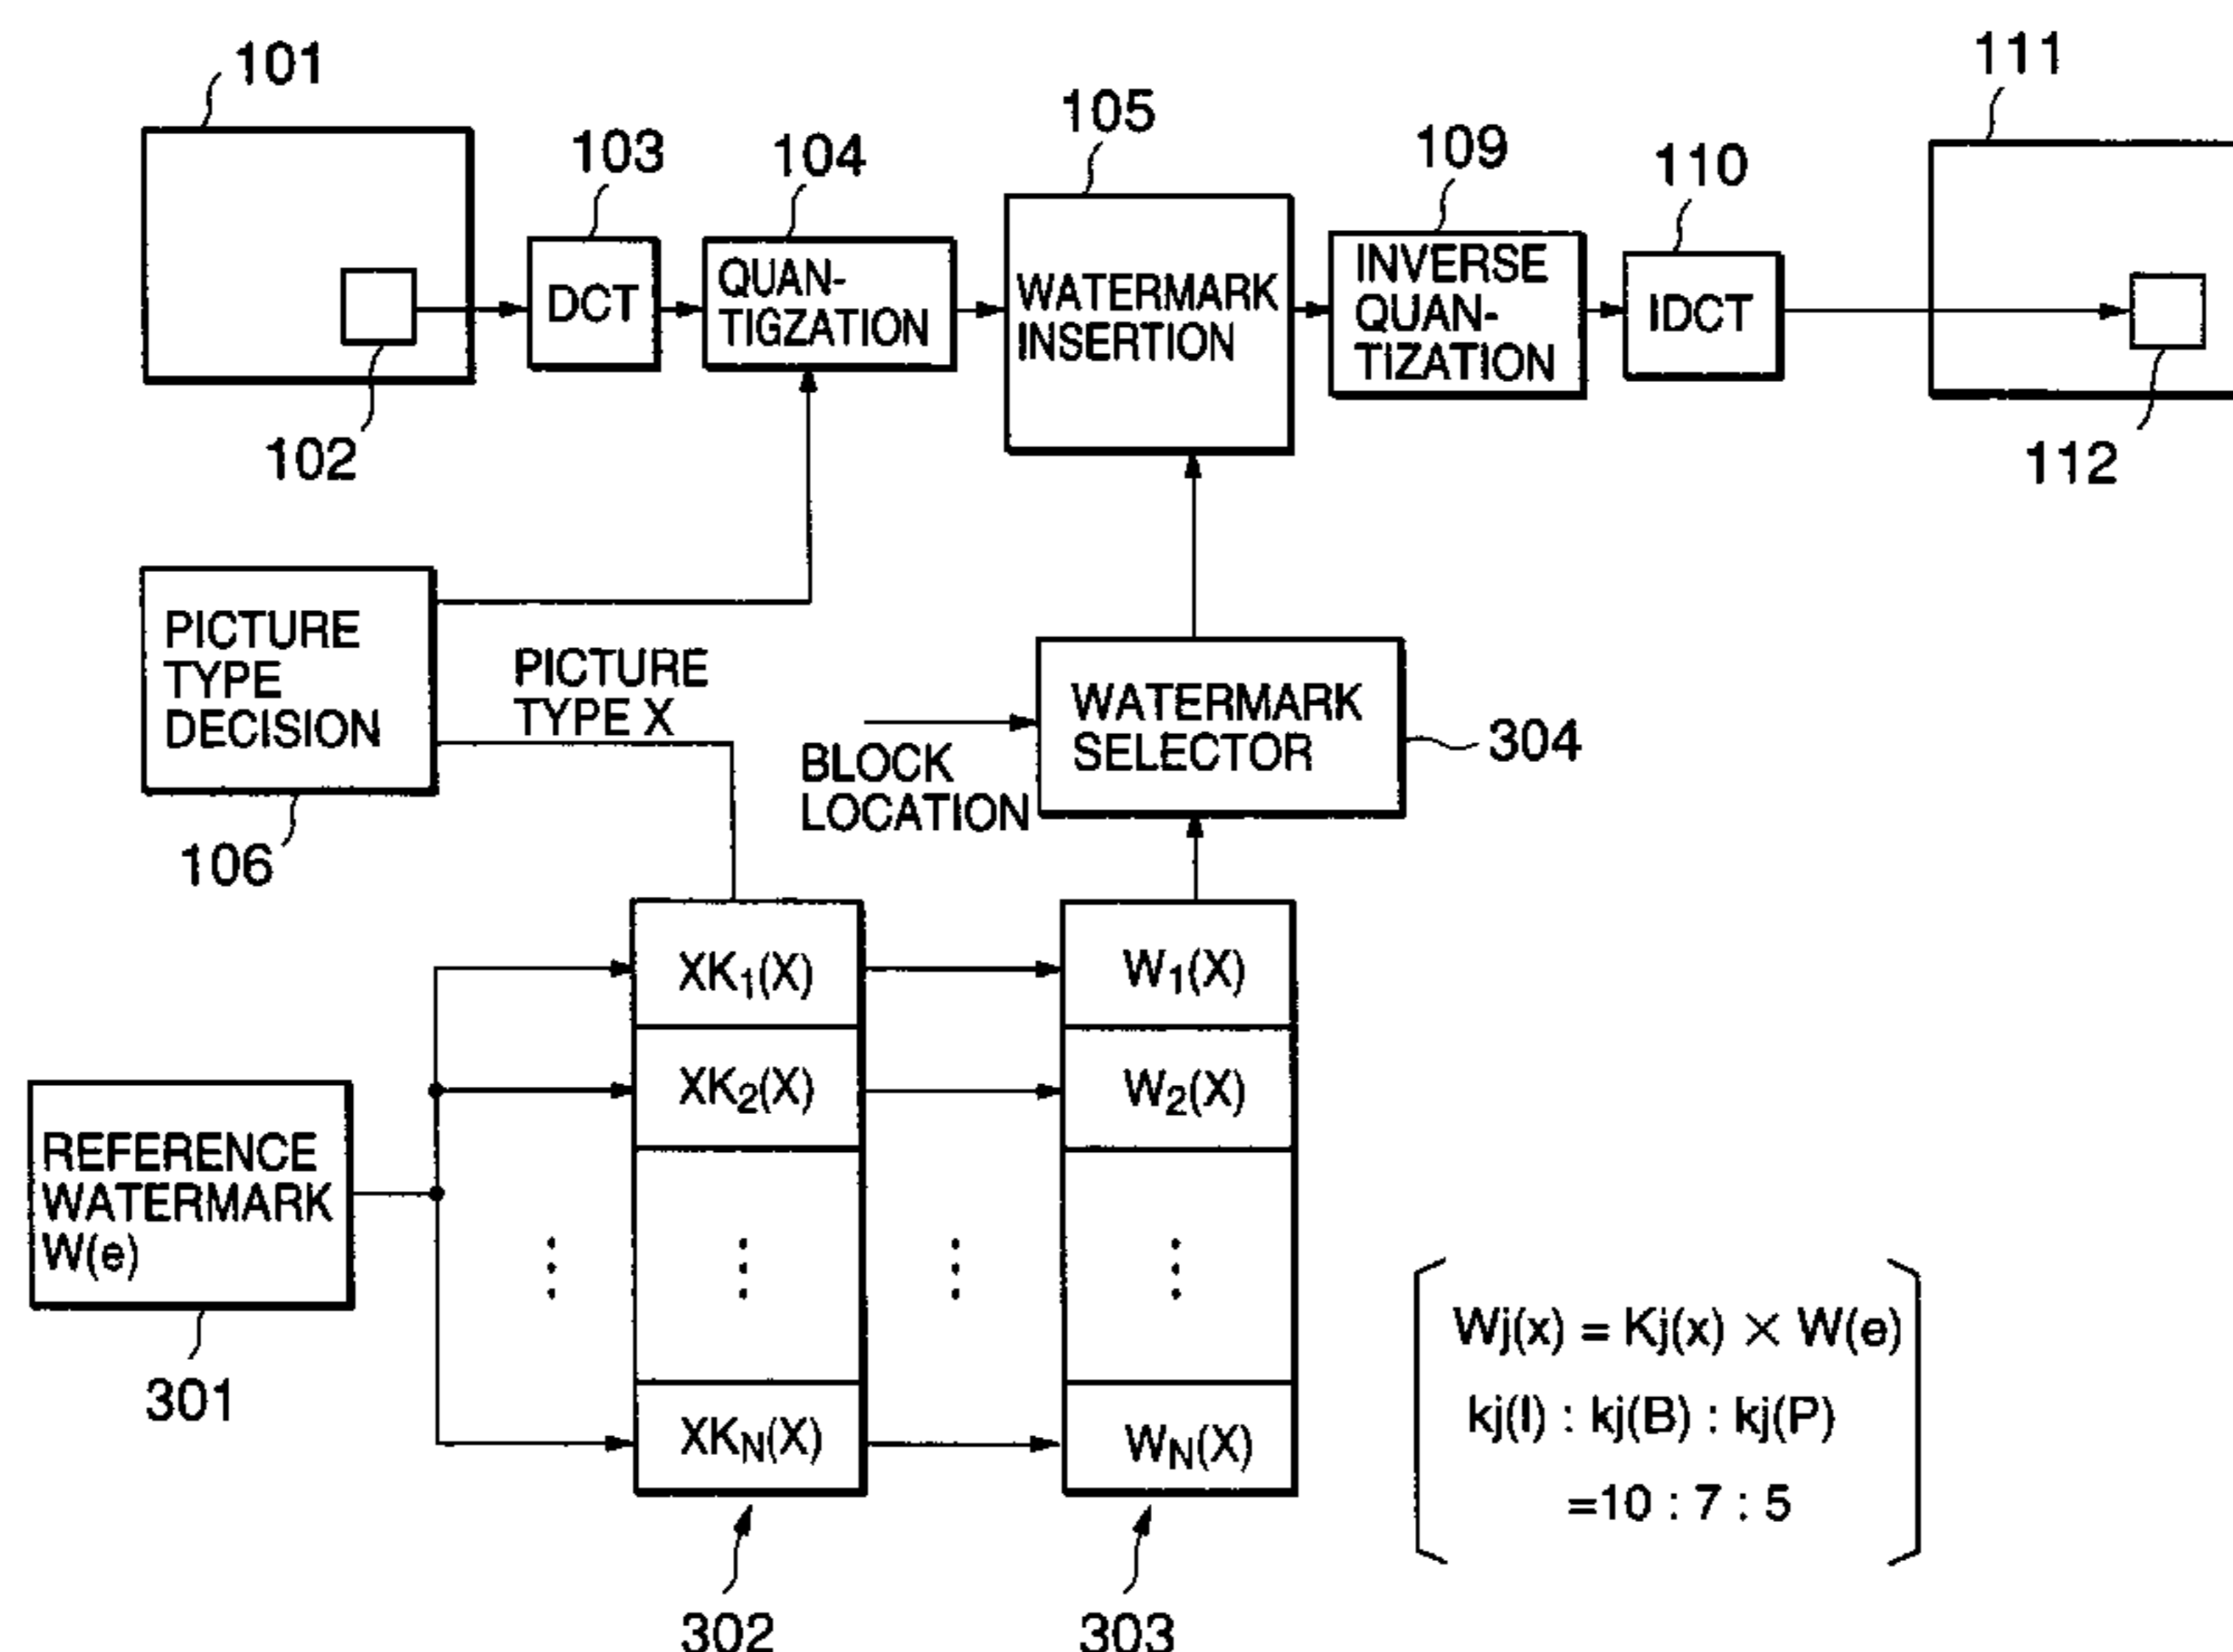 101
102
103
DCT
104
QUAN-
TIGZATION
105
WATERMARK
INSERTION
109
INVERSE
QUAN-
TIZATION
110
IDCT
111
112
PICTURE
TYPE
DECISION
106
PICTURE
TYPE X
BLOCK
LOCATION
WATERMARK
SELECTOR
304
REFERENCE
WATERMARK
W(e)
301
XK₁(X)
XK₂(X)
⋮
XK_N(X)
302
W₁(X)
W₂(X)
⋮
W_N(X)
303
Wj(x) = Kj(x) × W(e)
kj(I) : kj(B) : kj(P)
=10 : 7 : 5